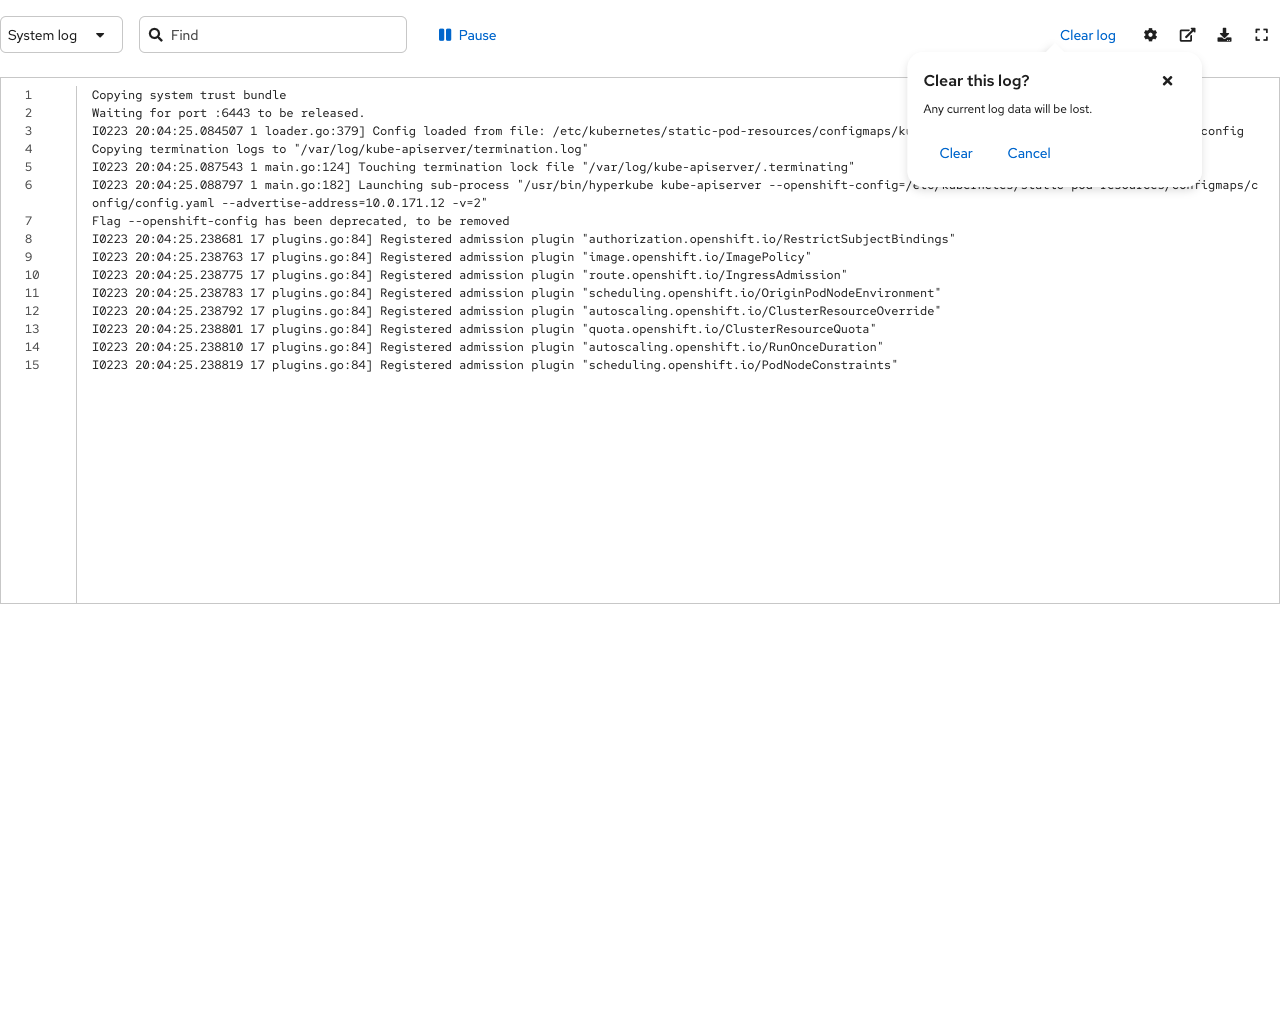 System log
Find
Pause
Clear log
Clear this log?
Any current log data will be lost.
Clear
Cancel
1 Copying system trust bundle
2 Waiting for port :6443 to be released.
3 I0223 20:04:25.084507 1 loader.go:379] Config loaded from file: /etc/kubernetes/static-pod-resources/configmaps/ config
4 Copying termination logs to "/var/log/kube-apiserver/termination.log"
5 I0223 20:04:25.087543 1 main.go:124] Touching termination lock file "/var/log/kube-apiserver/.terminating"
6 I0223 20:04:25.088797 1 main.go:182] Launching sub-process "/usr/bin/hyperkube kube-apiserver --openshift-config=/etc/kubernetes/static-pod-resources/configmaps/c
onfig/config.yaml --advertise-address=10.0.171.12 -v=2"
7 Flag --openshift-config has been deprecated, to be removed
8 I0223 20:04:25.238681 17 plugins.go:84] Registered admission plugin "authorization.openshift.io/RestrictSubjectBindings"
9 I0223 20:04:25.238763 17 plugins.go:84] Registered admission plugin "image.openshift.io/ImagePolicy"
10 I0223 20:04:25.238775 17 plugins.go:84] Registered admission plugin "route.openshift.io/IngressAdmission"
11 I0223 20:04:25.238783 17 plugins.go:84] Registered admission plugin "scheduling.openshift.io/OriginPodNodeEnvironment"
12 I0223 20:04:25.238792 17 plugins.go:84] Registered admission plugin "autoscaling.openshift.io/ClusterResourceOverride"
13 I0223 20:04:25.238801 17 plugins.go:84] Registered admission plugin "quota.openshift.io/ClusterResourceQuota"
14 I0223 20:04:25.238810 17 plugins.go:84] Registered admission plugin "autoscaling.openshift.io/RunOnceDuration"
15 I0223 20:04:25.238819 17 plugins.go:84] Registered admission plugin "scheduling.openshift.io/PodNodeConstraints"